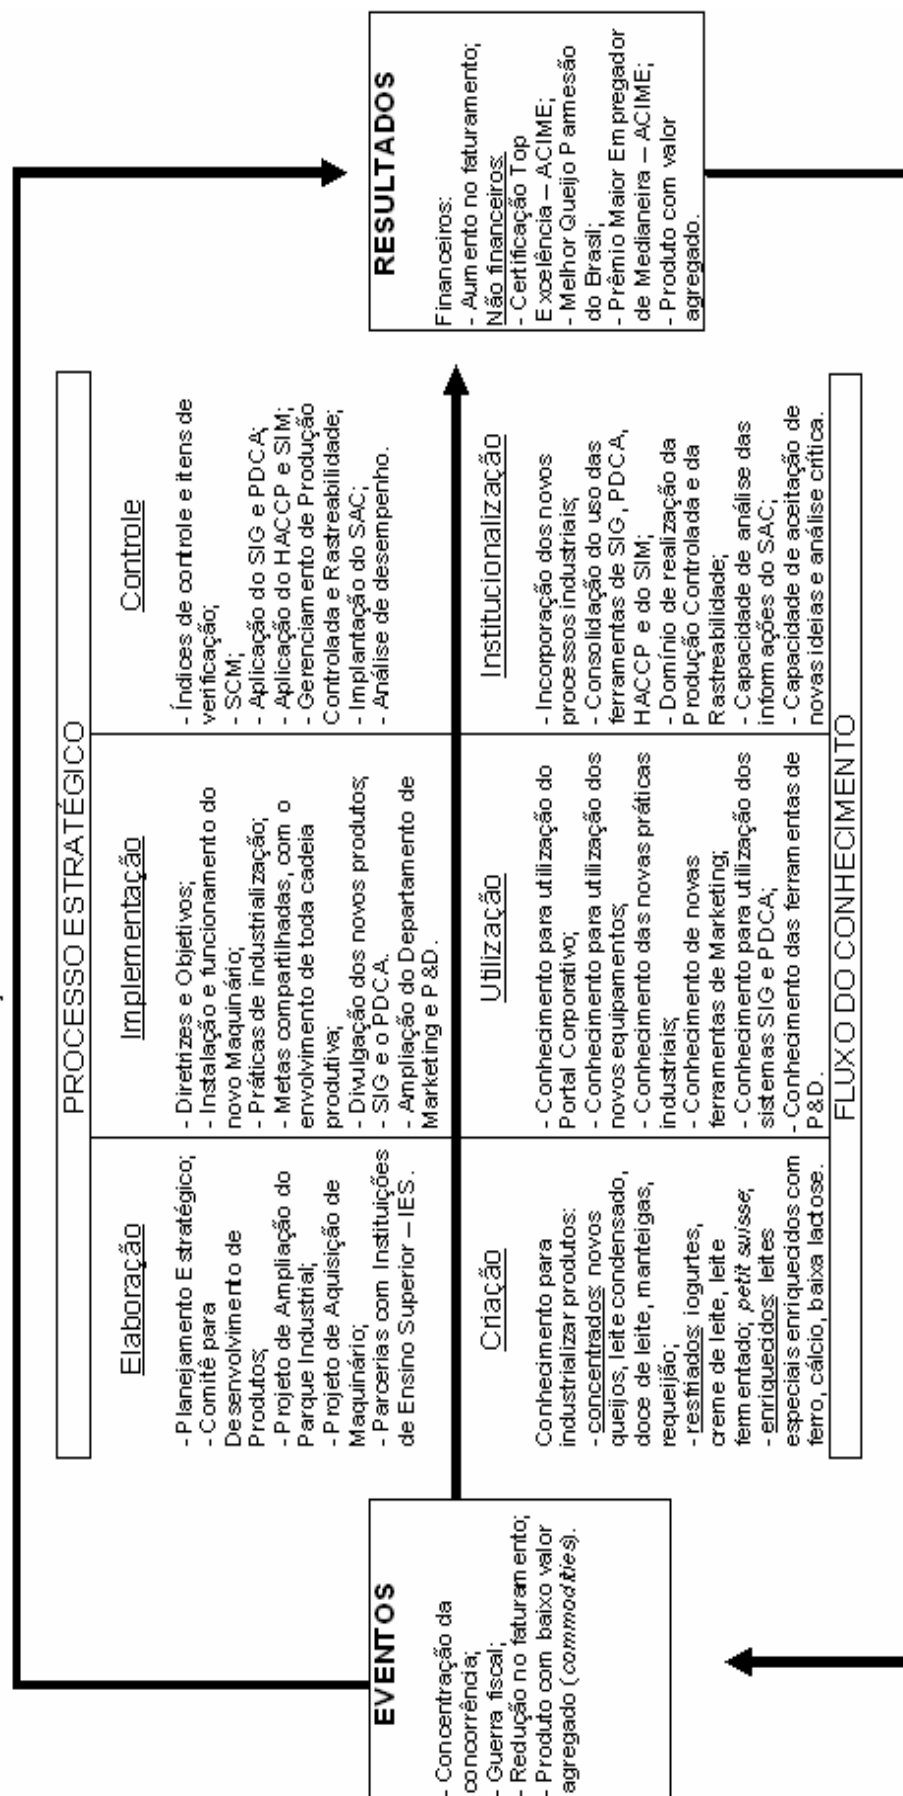 EVENTOS
- Concentração da
concorrência;
- Guerra fiscal;
- Redução no faturamento;
- Produto com baixo valor
agregado (commodities).
PROCESSO ESTRATÉGICO
Elaboração
- Planejamento Estratégico;
- Comitê para
Desenvolvimento de
Produtos;
- Projeto de Ampliação do
Parque Industrial;
- Projeto de Aquisição de
Maquinário;
- Parcerias com Instituições
de Ensino Superior – IES.
Implementação
- Diretrizes e Objetivos;
- Instalação e funcionamento do
novo Maquinário;
- Práticas de industrialização;
- Metas compartilhadas, com o
envolvimento de toda cadeia
produtiva;
- Divulgação dos novos produtos;
- SIG e o PDCA.
- Ampliação do Departamento de
Marketing e P&D.
Controle
- Índices de controle e itens de
verificação;
- SCM;
- Aplicação do SIG e PDCA;
- Aplicação do HACCP e SIM;
- Gerenciamento de Produção
Controlada e Rastreabilidade;
- Implantação do SAC;
- Análise de desempenho.
Criação
Conhecimento para
industrializar produtos:
- concentrados: novos
queijos, leite condensado,
doce de leite, manteigas,
requeijão;
- resfriados: iogurtes,
creme de leite, leite
fermentado; petit suisse;
- enriquecidos: leites
especiais enriquecidos com
ferro, cálcio, baixa lactose.
Utilização
- Conhecimento para utilização do
Portal Corporativo;
- Conhecimento para utilização dos
novos equipamentos;
- Conhecimento das novas práticas
industriais;
- Conhecimento de novas
ferramentas de Marketing;
- Conhecimento para utilização dos
sistemas SIG e PDCA;
- Conhecimento das ferramentas de
P&D.
Institucionalização
- Incorporação dos novos
processos industriais;
- Consolidação do uso das
ferramentas de SIG, PDCA,
HACCP e do SIM;
- Domínio de realização da
Produção Controlada e da
Rastreabilidade;
- Capacidade de análise das
informações do SAC;
- Capacidade de aceitação de
novas ideias e análise crítica.
FLUXO DO CONHECIMENTO
RESULTADOS
Financeiros:
- Aumento no faturamento;
Não financeiros:
- Certificação Top
Excelência – ACIME;
- Melhor Queijo Parmesão
do Brasil;
- Prêmio Maior Empregador
de Medianeira – ACIME;
- Produto com valor
agregado.